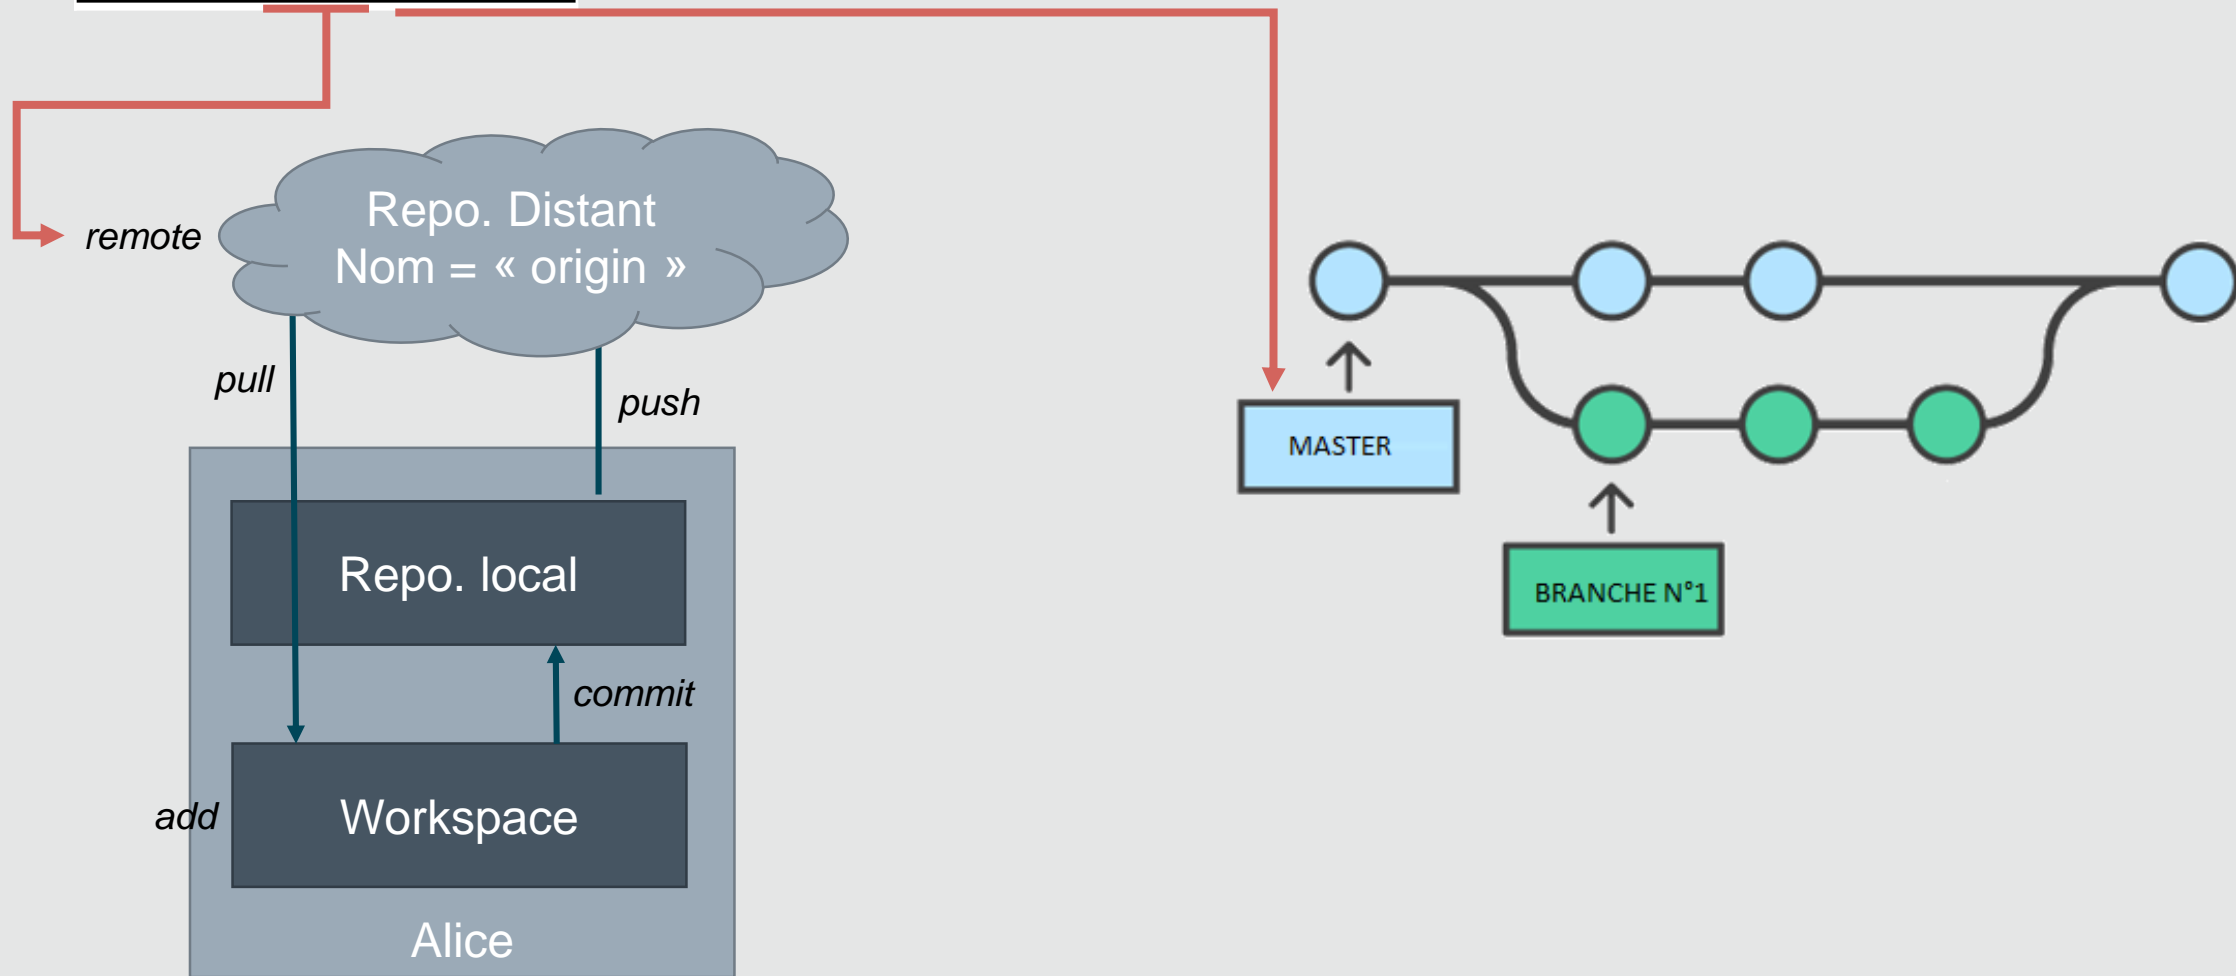 remote
Repo. Distant
Nom = « origin »
pull
push
Repo. local
commit
add
Workspace
Alice
MASTER
BRANCHE N°1